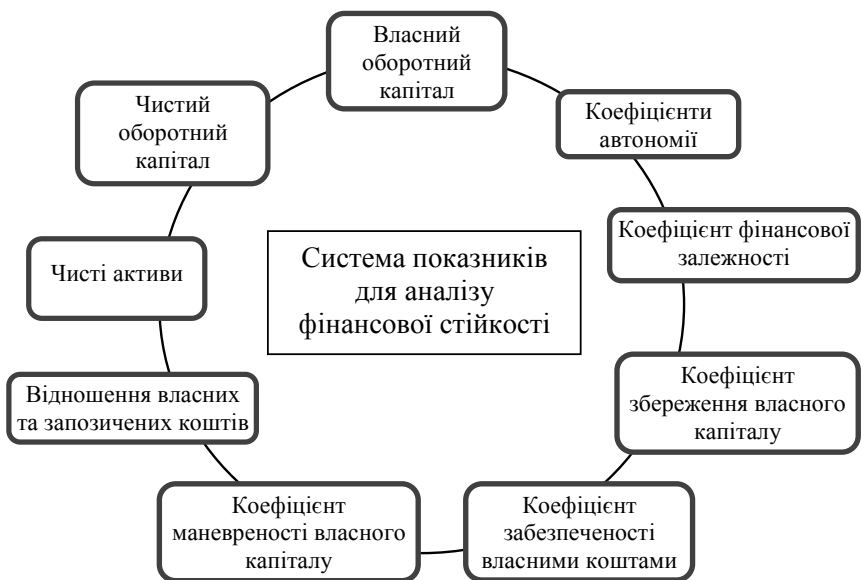 Власний
оборотний
капітал
Коефіцієнти
автономії
Коефіцієнт фінансової
залежності
Коефіцієнт
збереження власного
капіталу
Коефіцієнт
забезпеченості
власними коштами
Коефіцієнт
маневреності власного
капіталу
Відношення власних
та запозичених коштів
Чисті активи
Чистий
оборотний
капітал
Система показників
для аналізу
фінансової стійкості